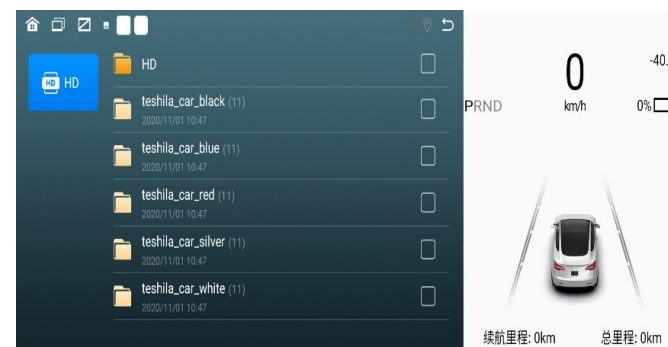 HD
HD
teshila_car_black (11)
2020/11/01 10:47
teshila_car_blue (11)
2020/11/01 10:47
teshila_car_red (11)
2020/11/01 10:47
teshila_car_silver (11)
2020/11/01 10:47
teshila_car_white (11)
2020/11/01 10:47
-40.
0
PRND
km/h
0%
续航里程: 0km
总里程: 0km